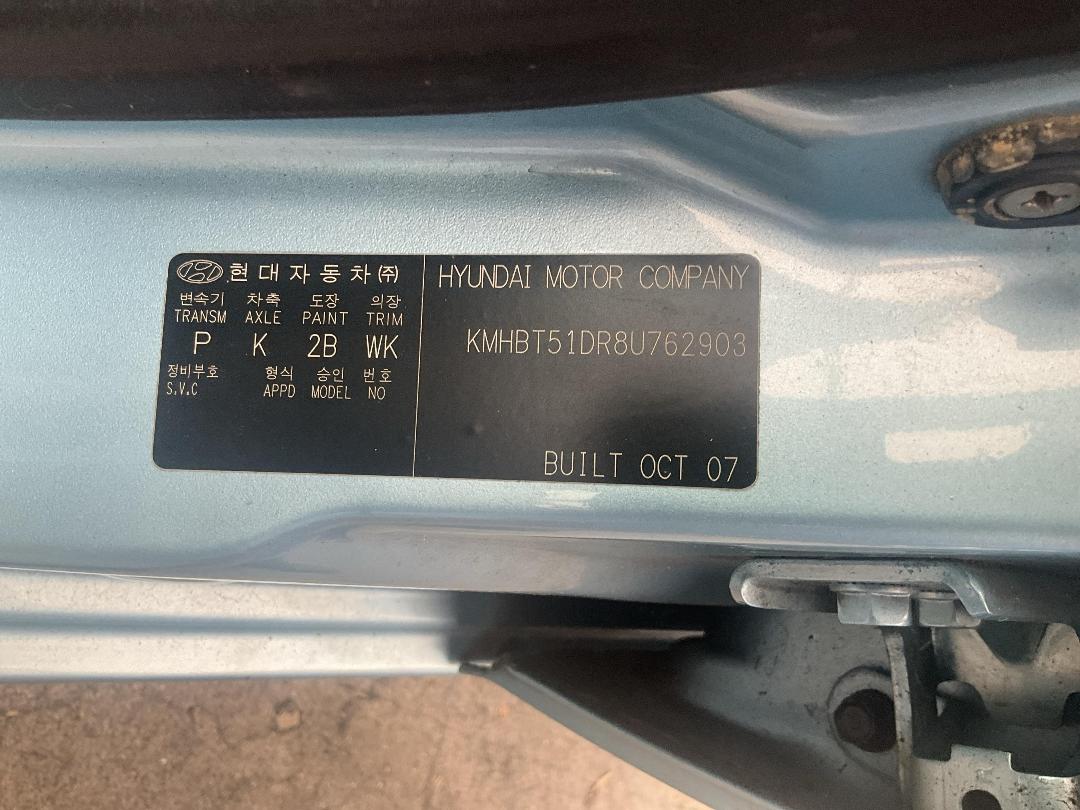 현대자동차(주)
변속기 차축 도장 의장
TRANSM AXLE PAINT TRIM
P K 2B WK
정비부호 형식 승인 번호
S.V.C APPD MODEL NO
HYUNDAI MOTOR COMPANY
KMHBT51DR8U762903
BUILT OCT 07